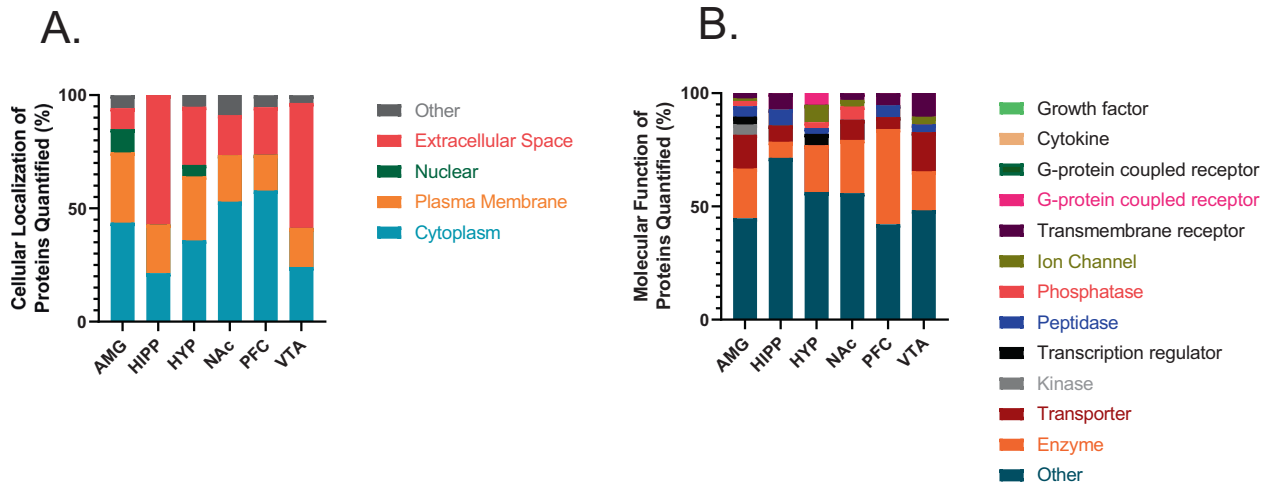 A.
Cellular Localization of
Proteins Quantified (%)
100
50
0
AMG
HIPP
HYP
NAc
PFC
VTA
Other
Extracellular Space
Nuclear
Plasma Membrane
Cytoplasm
B.
Molecular Function of
Proteins Quantified (%)
100
50
0
AMG
HIPP
HYP
NAc
PFC
VTA
Growth factor
Cytokine
G-protein coupled receptor
G-protein coupled receptor
Transmembrane receptor
Ion Channel
Phosphatase
Peptidase
Transcription regulator
Kinase
Transporter
Enzyme
Other